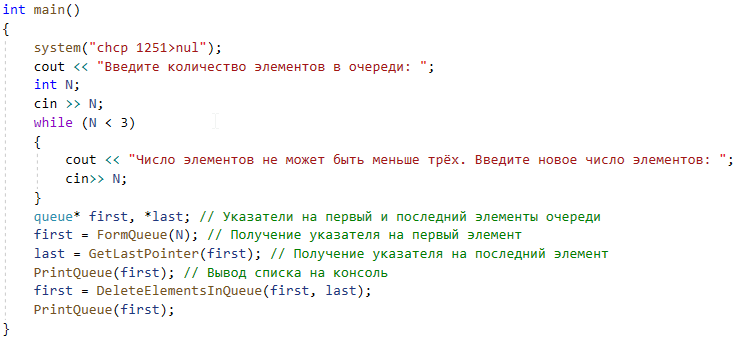 int main()
{
    system("chcp 1251>nul");
    cout << "Введите количество элементов в очереди: ";
    int N;
    cin >> N;
    while (N < 3)
    {
        cout << "Число элементов не может быть меньше трёх. Введите новое число элементов: ";
        cin>> N;
    }
    queue* first, *last; // Указатели на первый и последний элементы очереди
    first = FormQueue(N); // Получение указателя на первый элемент
    last = GetLastPointer(first); // Получение указателя на последний элемент
    PrintQueue(first); // Вывод списка на консоль
    first = DeleteElementsInQueue(first, last);
    PrintQueue(first);
}